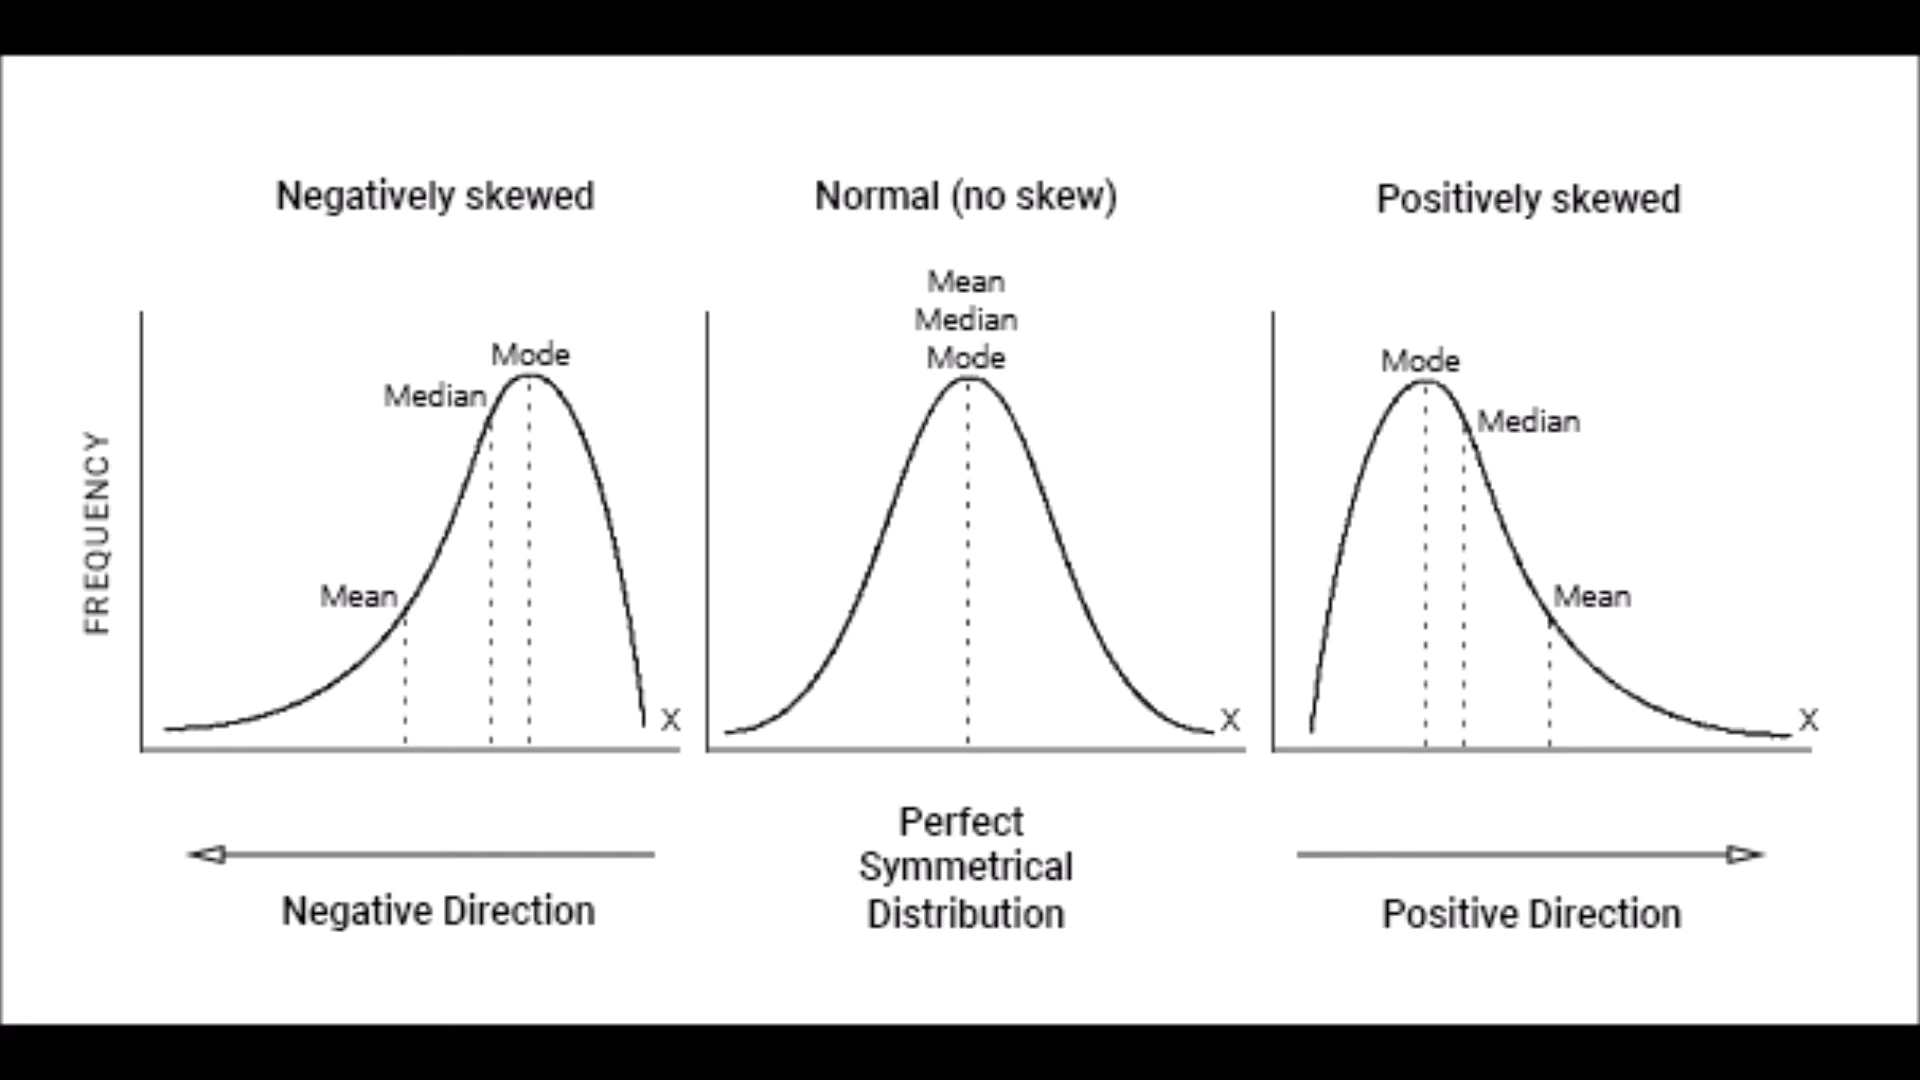 Negatively skewed
Normal (no skew)
Positively skewed
FREQUENCY
Mode
Median
Mean
X
Mean
Median
Mode
X
Mode
Median
Mean
X
Negative Direction
Perfect
Symmetrical
Distribution
Positive Direction